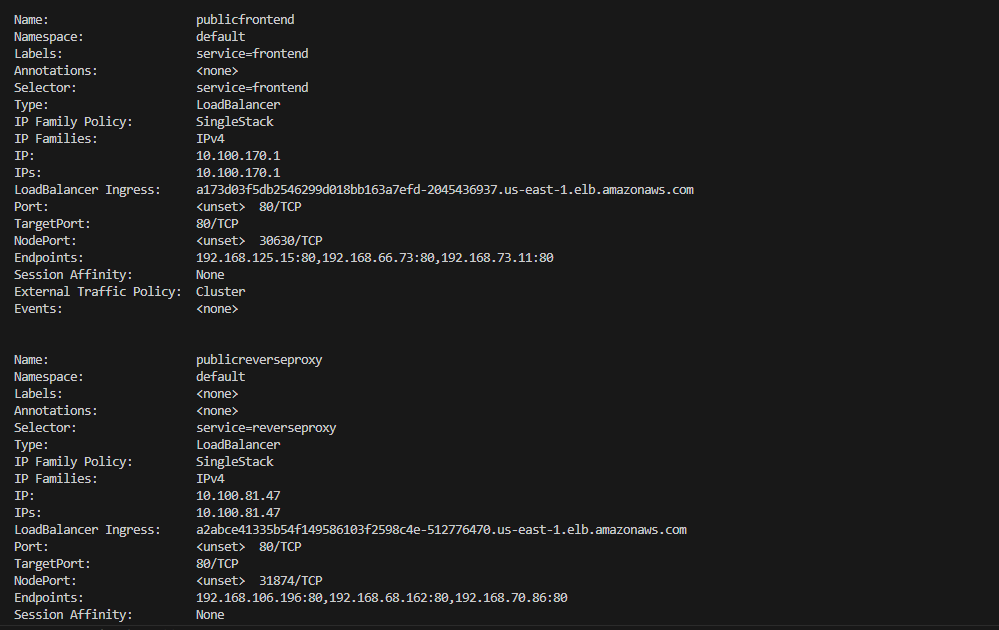 Name: publicfrontend
Namespace: default
Labels: service=frontend
Annotations: <none>
Selector: service=frontend
Type: LoadBalancer
IP Family Policy: SingleStack
IP Families: IPv4
IP: 10.100.170.1
IPs: 10.100.170.1
LoadBalancer Ingress: a173d03f5db2546299d018bb163a7efd-2045436937.us-east-1.elb.amazonaws.com
Port: <unset> 80/TCP
TargetPort: 80/TCP
NodePort: <unset> 30630/TCP
Endpoints: 192.168.125.15:80,192.168.66.73:80,192.168.73.11:80
Session Affinity: None
External Traffic Policy: Cluster
Events: <none>
Name: publicreverseproxy
Namespace: default
Labels: <none>
Annotations: <none>
Selector: service=reverseproxy
Type: LoadBalancer
IP Family Policy: SingleStack
IP Families: IPv4
IP: 10.100.81.47
IPs: 10.100.81.47
LoadBalancer Ingress: a2abce41335b54f149586103f2598c4e-512776470.us-east-1.elb.amazonaws.com
Port: <unset> 80/TCP
TargetPort: 80/TCP
NodePort: <unset> 31874/TCP
Endpoints: 192.168.106.196:80,192.168.68.162:80,192.168.70.86:80
Session Affinity: None